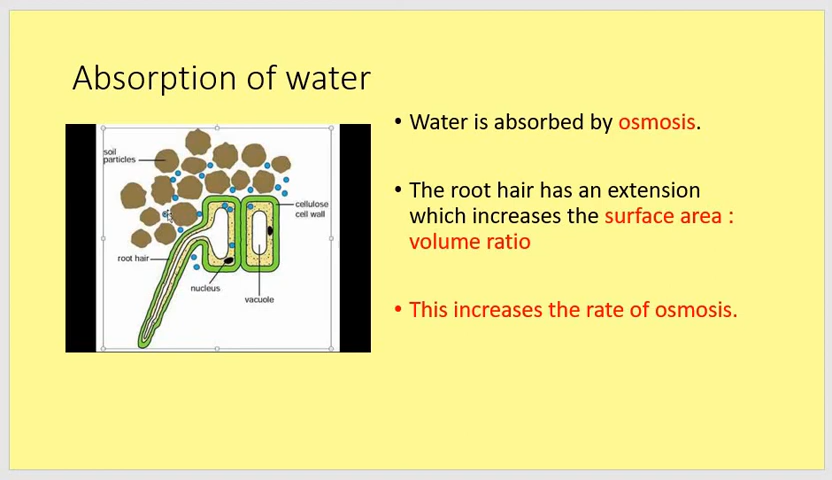 Absorption of water
soil
particles
cellulose
cell wall
root hair
nucleus
vacuole
• Water is absorbed by osmosis.
• The root hair has an extension
which increases the surface area :
volume ratio
• This increases the rate of osmosis.